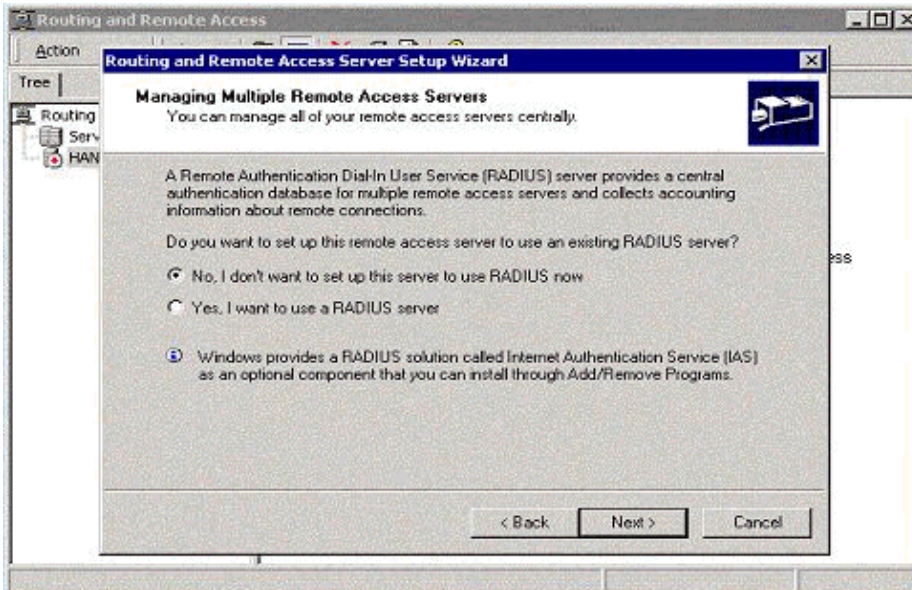 Routing and Remote Access
Action
Tree
Routing
Serv
HAN
ess
Routing and Remote Access Server Setup Wizard
Managing Multiple Remote Access Servers
You can manage all of your remote access servers centrally.
A Remote Authentication Dial-In User Service (RADIUS) server provides a central
authentication database for multiple remote access servers and collects accounting
information about remote connections.
Do you want to set up this remote access server to use an existing RADIUS server?
No, I don't want to set up this server to use RADIUS now
Yes, I want to use a RADIUS server
Windows provides a RADIUS solution called Internet Authentication Service (IAS)
as an optional component that you can install through Add/Remove Programs.
< Back
Next >
Cancel